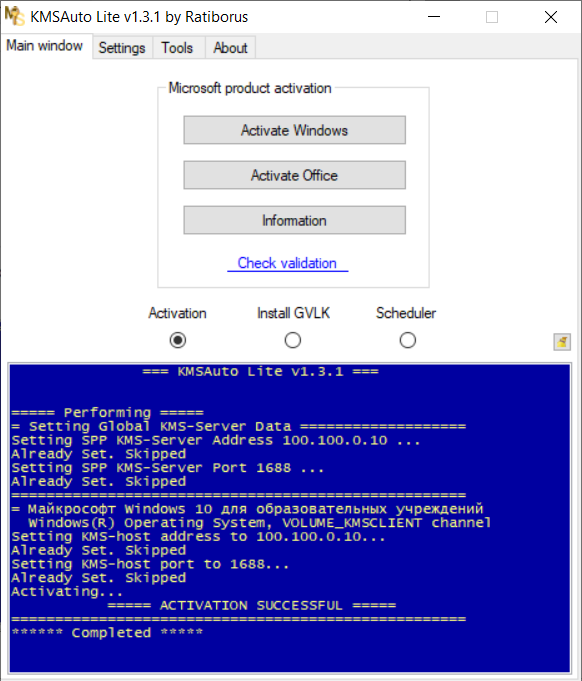 KMSAuto Lite v1.3.1 by Ratiborus
Main window Settings Tools About
Microsoft product activation
Activate Windows
Activate Office
Information
Check validation
Activation Install GVLK Scheduler
=== KMSAuto Lite v1.3.1 ===
===== Performing =====
= Setting Global KMS-Server Data ===================
Setting SPP KMS-Server Address 100.100.0.10 ...
Already Set. Skipped
Setting SPP KMS-Server Port 1688 ...
Already Set. Skipped
====================================================
= Майкрософт Windows 10 для образовательных учреждений
Windows(R) Operating System, VOLUME_KMSCLIENT channel
Setting KMS-host address to 100.100.0.10...
Already Set. Skipped
Setting KMS-host port to 1688...
Already Set. Skipped
Activating...
===== ACTIVATION SUCCESSFUL =====
====================================================
****** Completed *****